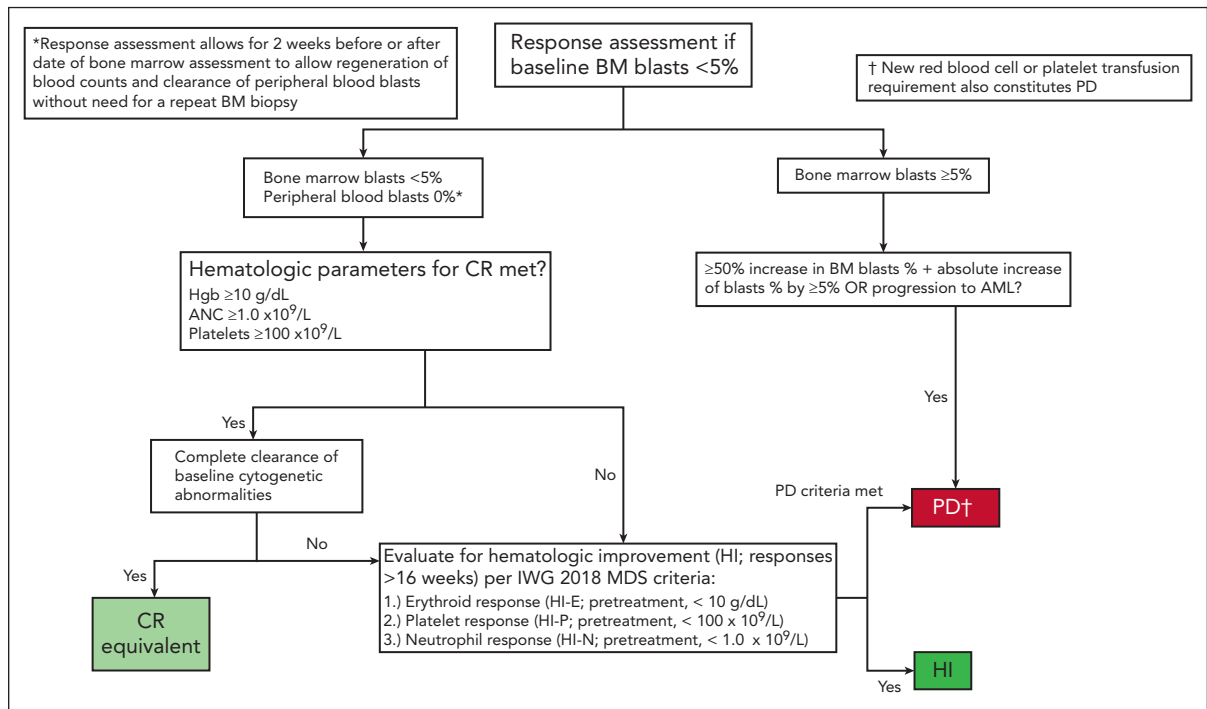 *Response assessment allows for 2 weeks before or after
date of bone marrow assessment to allow regeneration of
blood counts and clearance of peripheral blood blasts
without need for a repeat BM biopsy
Response assessment if
baseline BM blasts <5%
† New red blood cell or platelet transfusion
requirement also constitutes PD
Bone marrow blasts <5%
Peripheral blood blasts 0%*
Bone marrow blasts ≥5%
Hematologic parameters for CR met?
Hgb ≥10 g/dL
ANC ≥1.0 x10⁹/L
Platelets ≥100 x10⁹/L
≥50% increase in BM blasts % + absolute increase
of blasts % by ≥5% OR progression to AML?
Yes
No
Yes
Complete clearance of
baseline cytogenetic
abnormalities
PD criteria met
PD†
No
Yes
Evaluate for hematologic improvement (HI; responses
>16 weeks) per IWG 2018 MDS criteria:
1.) Erythroid response (HI-E; pretreatment, < 10 g/dL)
2.) Platelet response (HI-P; pretreatment, < 100 x 10⁹/L)
3.) Neutrophil response (HI-N; pretreatment, < 1.0 x 10⁹/L)
CR
equivalent
Yes
HI